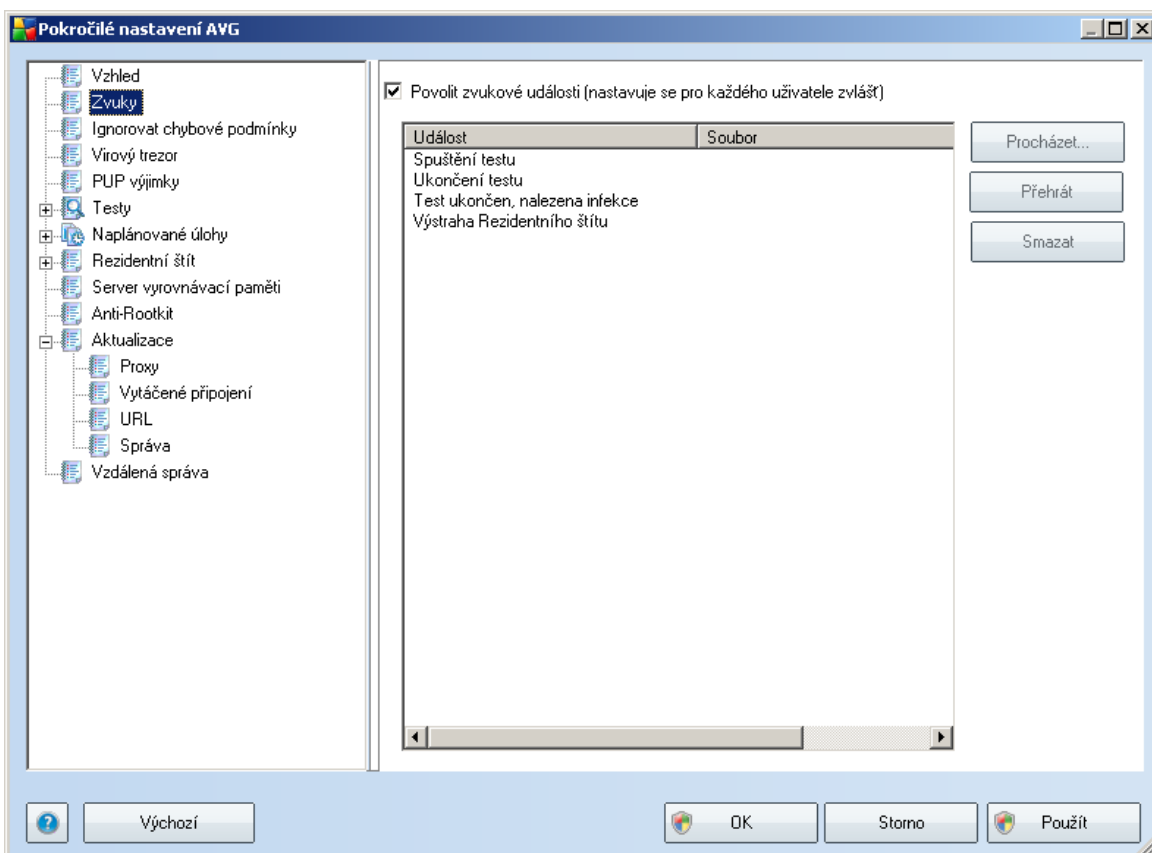 Pokročilé nastavení AVG
Vzhled
Zvuky
Ignorovat chybové podmínky
Virový trezor
PUP výjimky
Testy
Naplánované úlohy
Rezidentní štít
Server vyrovnávací paměti
Anti-Rootkit
Aktualizace
Proxy
Vytáčené připojení
URL
Správa
Vzdálená správa
Povolit zvukové události (nastavuje se pro každého uživatele zvlášť)
Událost Soubor
Spuštění testu
Ukončení testu
Test ukončen, nalezena infekce
Výstraha Rezidentního štítu
Procházet...
Přehrát
Smazat
Výchozí
OK
Storno
Použít